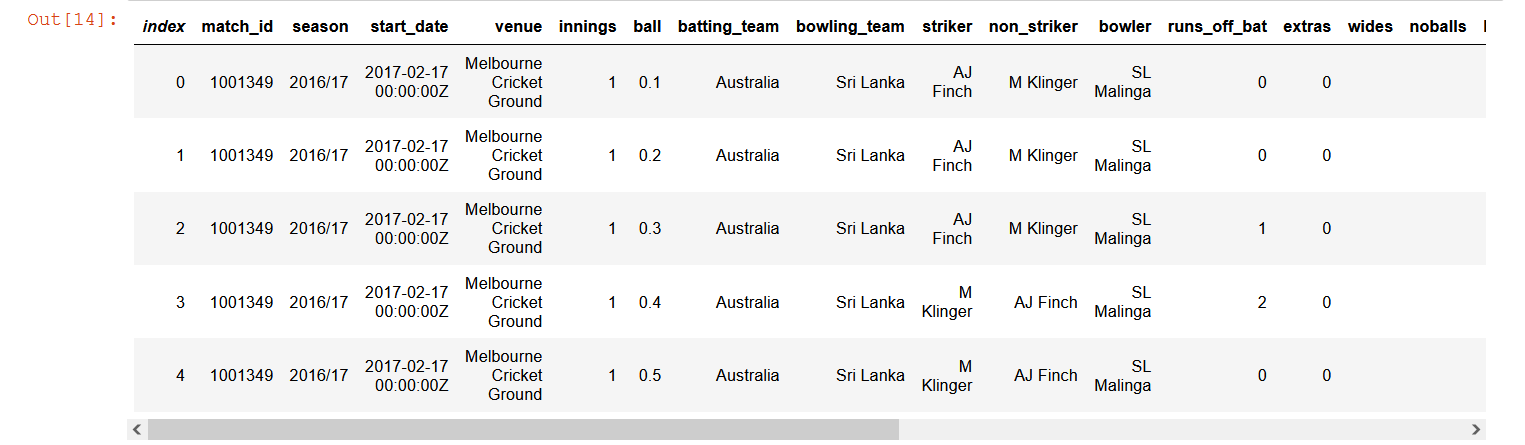 Out[14]:
index match_id season start_date venue innings ball batting_team bowling_team striker non_striker bowler runs_off_bat extras wides noballs
0 1001349 2016/17 2017-02-17 00:00:00Z Melbourne Cricket Ground 1 0.1 Australia Sri Lanka AJ Finch M Klinger SL Malinga 0 0
1 1001349 2016/17 2017-02-17 00:00:00Z Melbourne Cricket Ground 1 0.2 Australia Sri Lanka AJ Finch M Klinger SL Malinga 0 0
2 1001349 2016/17 2017-02-17 00:00:00Z Melbourne Cricket Ground 1 0.3 Australia Sri Lanka AJ Finch M Klinger SL Malinga 1 0
3 1001349 2016/17 2017-02-17 00:00:00Z Melbourne Cricket Ground 1 0.4 Australia Sri Lanka M Klinger AJ Finch SL Malinga 2 0
4 1001349 2016/17 2017-02-17 00:00:00Z Melbourne Cricket Ground 1 0.5 Australia Sri Lanka M Klinger AJ Finch SL Malinga 0 0